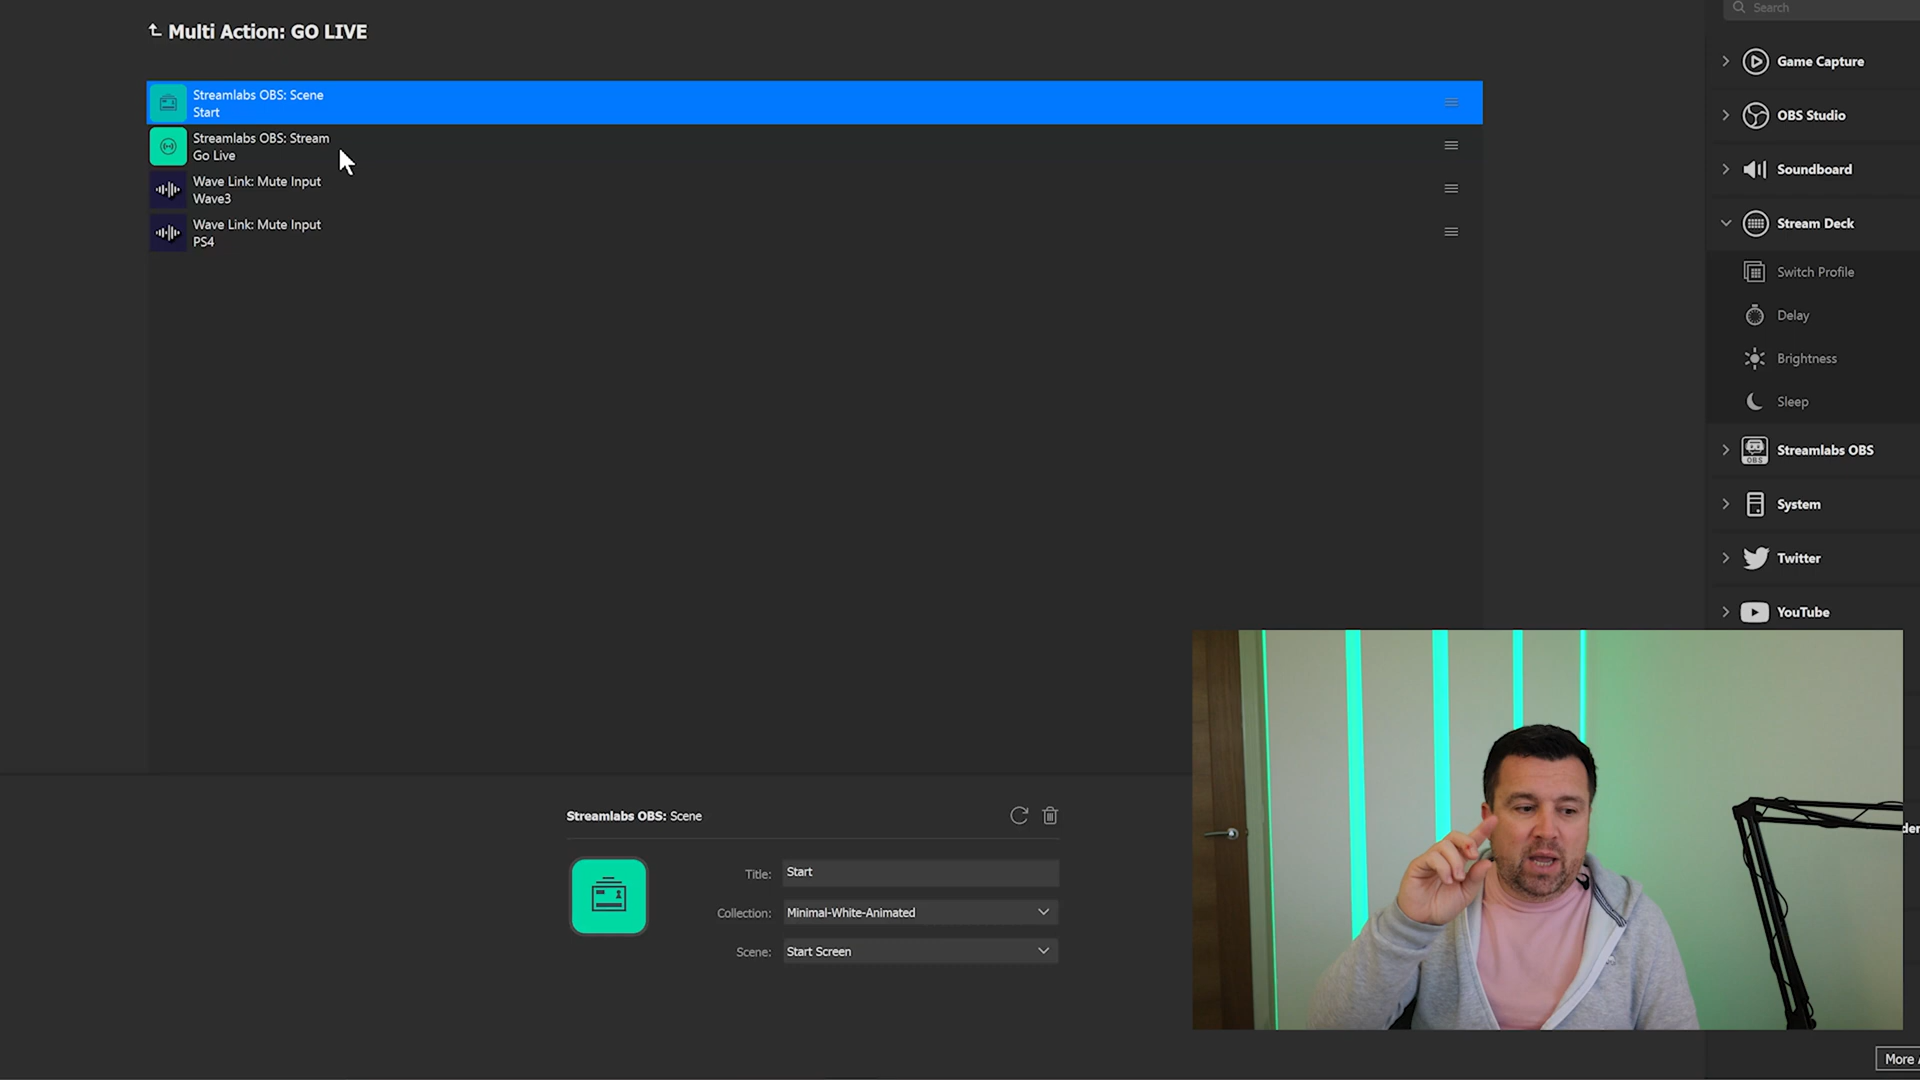 Multi Action: GO LIVE
Search
Streamlabs OBS: Scene
Start
Streamlabs OBS: Stream
Go Live
Wave Link: Mute Input
Wave3
Wave Link: Mute Input
PS4
Game Capture
OBS Studio
Soundboard
Stream Deck
Switch Profile
Delay
Brightness
Sleep
OBS
Streamlabs OBS
System
Twitter
YouTube
Streamlabs OBS: Scene
Title: Start
Collection: Minimal-White-Animated
Scene: Start Screen
More